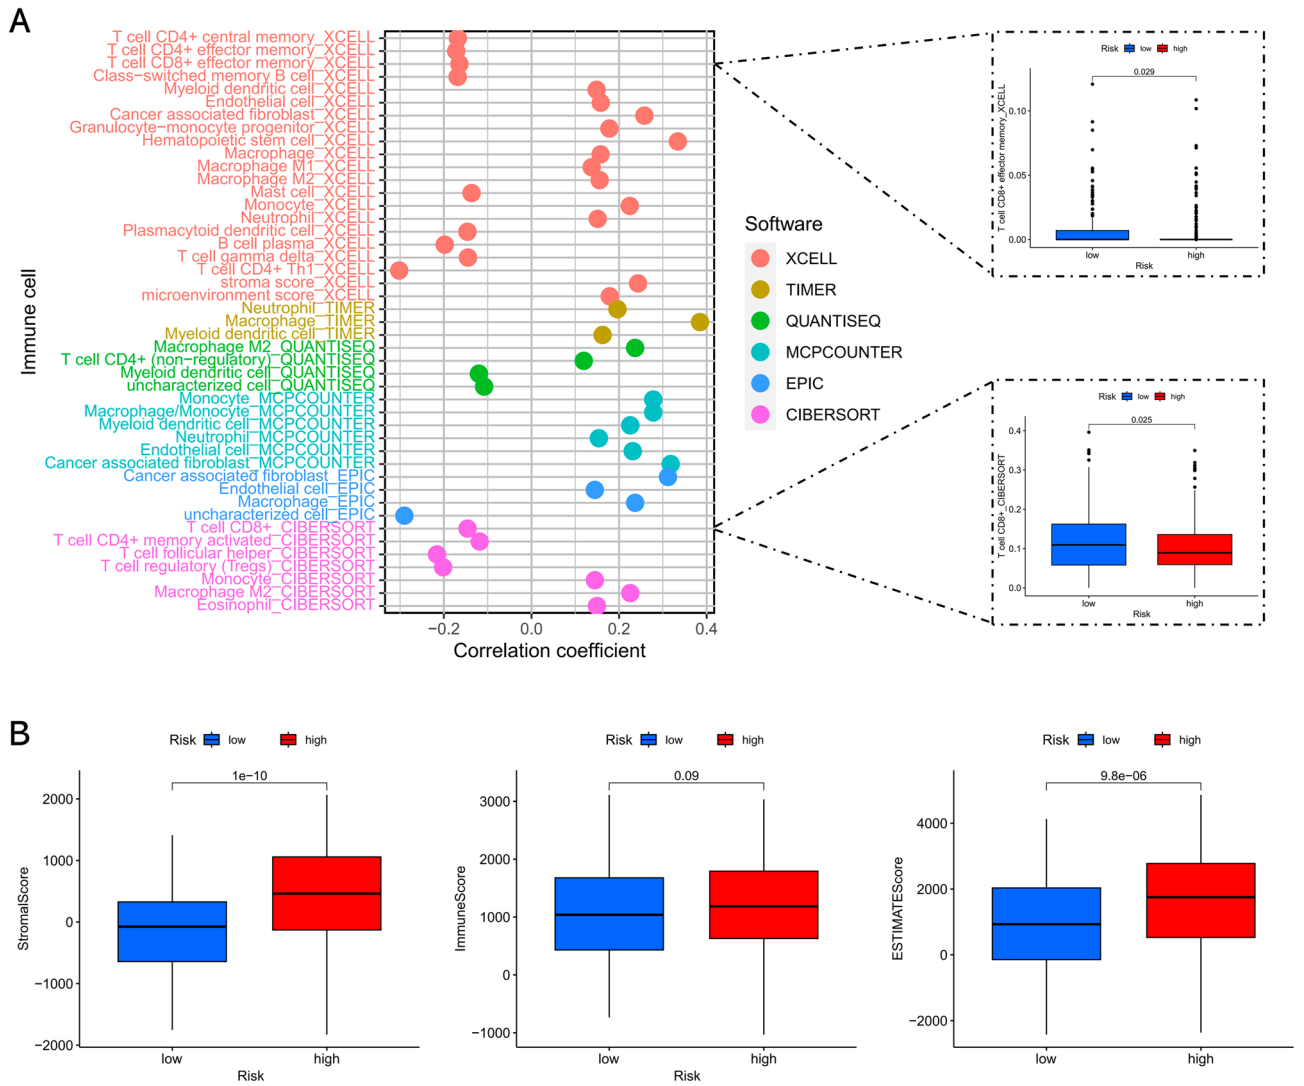 A
T cell CD4+ central memory_XCELL
T cell CD4+ effector memory_XCELL
T cell CD8+ effector memory_XCELL
Class−switched memory B cell_XCELL
Myeloid dendritic cell_XCELL
Endothelial cell_XCELL
Cancer associated fibroblast_XCELL
Granulocyte−monocyte progenitor_XCELL
Hematopoietic stem cell_XCELL
Macrophage_XCELL
Macrophage M1_XCELL
Macrophage M2_XCELL
Mast cell_XCELL
Monocyte_XCELL
Neutrophil_XCELL
Plasmacytoid dendritic cell_XCELL
B cell plasma_XCELL
T cell gamma delta_XCELL
T cell CD4+ Th1_XCELL
stroma score_XCELL
microenvironment score_XCELL
Neutrophil_TIMER
Macrophage_TIMER
Myeloid dendritic cell_TIMER
Macrophage M2_QUANTISEQ
T cell CD4+ (non−regulatory)_QUANTISEQ
Myeloid dendritic cell_QUANTISEQ
uncharacterized cell_QUANTISEQ
Monocyte_MCPCOUNTER
Macrophage/Monocyte_MCPCOUNTER
Myeloid dendritic cell_MCPCOUNTER
Neutrophil_MCPCOUNTER
Endothelial cell_MCPCOUNTER
Cancer associated fibroblast_MCPCOUNTER
Cancer associated fibroblast_EPIC
Endothelial cell_EPIC
Macrophage_EPIC
uncharacterized cell_EPIC
T cell CD8+_CIBERSORT
T cell CD4+ memory activated_CIBERSORT
T cell follicular helper_CIBERSORT
T cell regulatory (Tregs)_CIBERSORT
Monocyte_CIBERSORT
Macrophage M2_CIBERSORT
Eosinophil_CIBERSORT
Immune cell
−0.2 0.0 0.2 0.4
Correlation coefficient
Software
XCELL
TIMER
QUANTISEQ
MCPCOUNTER
EPIC
CIBERSORT
Risk low high
0.029
0.10
0.05
0.00
T cell CD8+ effector memory_XCELL
low high
Risk
Risk low high
0.025
0.4
0.3
0.2
0.1
0.0
T cell CD8+_CIBERSORT
low high
Risk
B
Risk low high
1e−10
2000
1000
0
−1000
−2000
StromalScore
low high
Risk
Risk low high
0.09
3000
2000
1000
0
−1000
ImmuneScore
low high
Risk
Risk low high
9.8e−06
4000
2000
0
−2000
ESTIMATEScore
low high
Risk